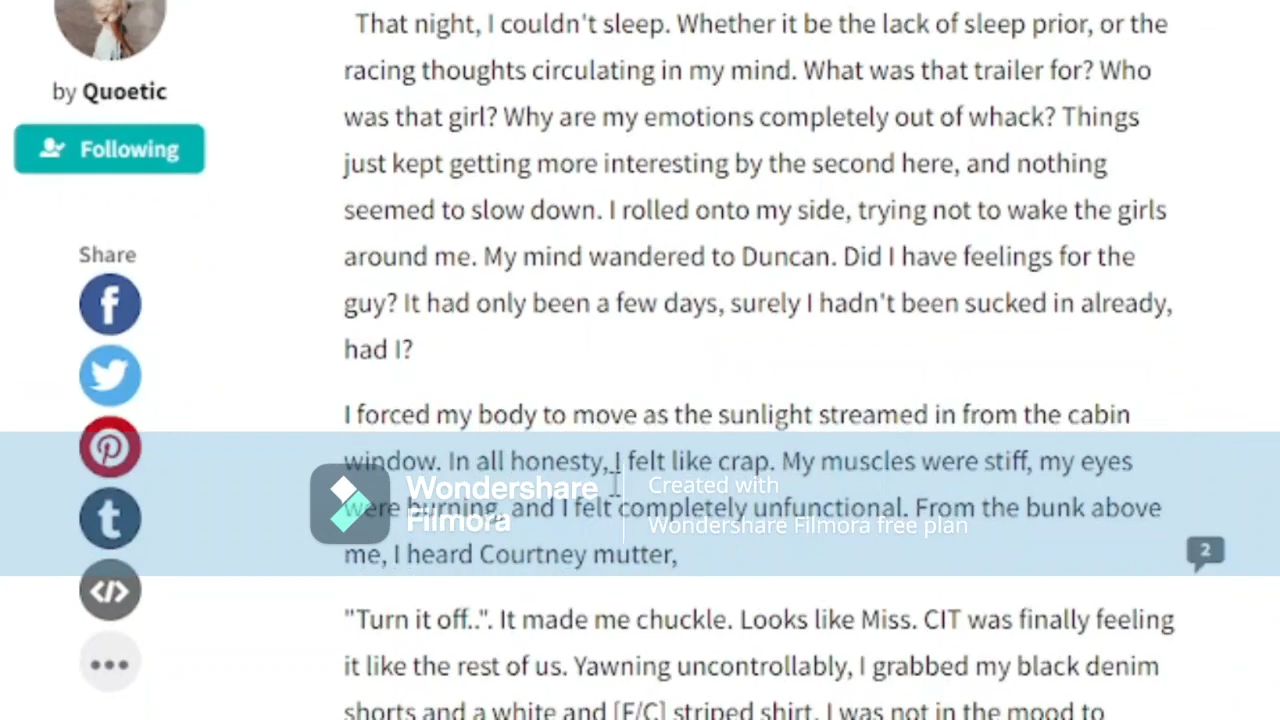 That night, I couldn't sleep. Whether it be the lack of sleep prior, or the
racing thoughts circulating in my mind. What was that trailer for? Who
was that girl? Why are my emotions completely out of whack? Things
just kept getting more interesting by the second here, and nothing
seemed to slow down. I rolled onto my side, trying not to wake the girls
around me. My mind wandered to Duncan. Did I have feelings for the
guy? It had only been a few days, surely I hadn't been sucked in already,
had I?
I forced my body to move as the sunlight streamed in from the cabin
window. In all honesty, I felt like crap. My muscles were stiff, my eyes
were burning, and I felt completely unfunctional. From the bunk above
me, I heard Courtney mutter,
"Turn it off..". It made me chuckle. Looks like Miss. CIT was finally feeling
it like the rest of us. Yawning uncontrollably, I grabbed my black denim
shorts and a white and [F/C] striped shirt. I was not in the mood to
by Quoetic
Following
Share
2
Wondershare
Filmora
Created with
Wondershare Filmora free plan